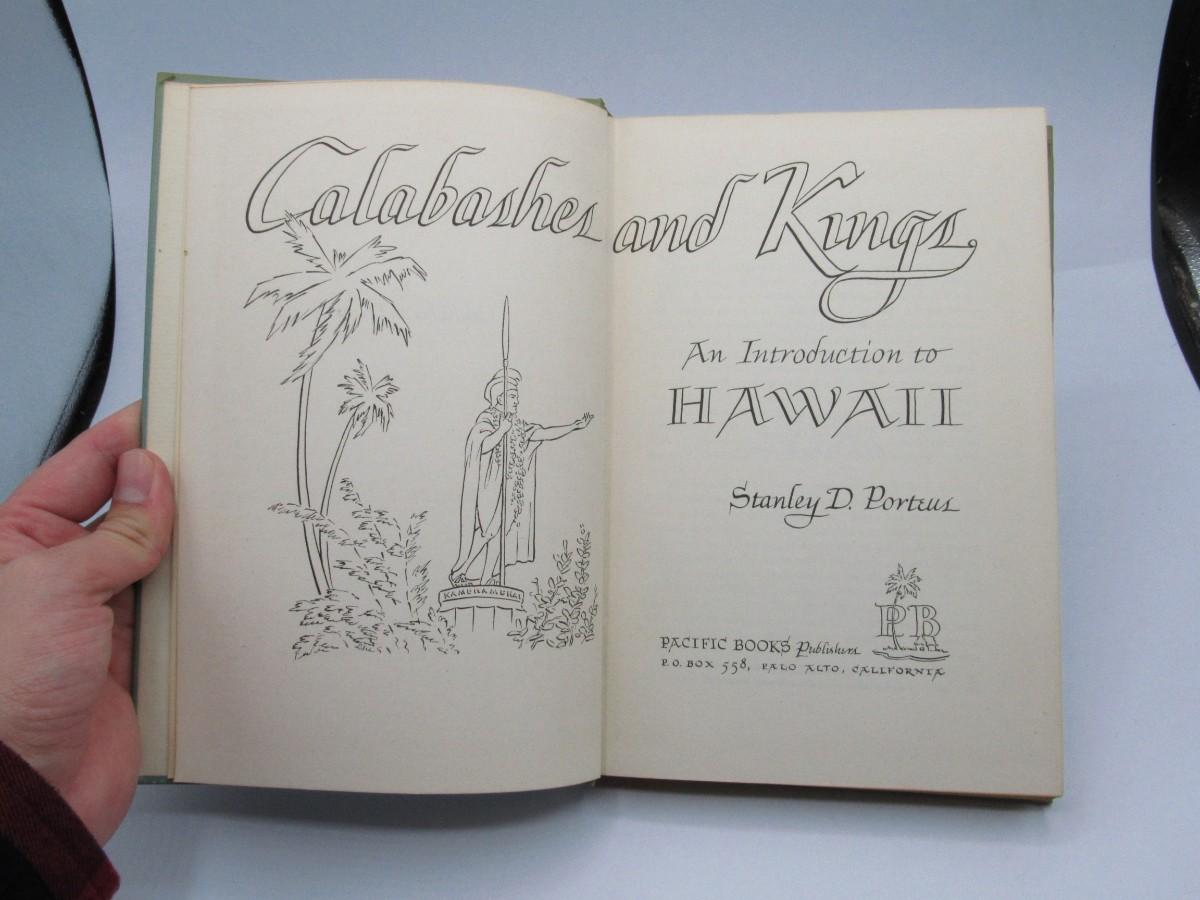 Calabashes and Kings
An Introduction to
HAWAII
Stanley D. Porteus
KAMEHAMEHA I
PB
PACIFIC BOOKS Publishers
P.O. BOX 558, PALO ALTO, CALIFORNIA